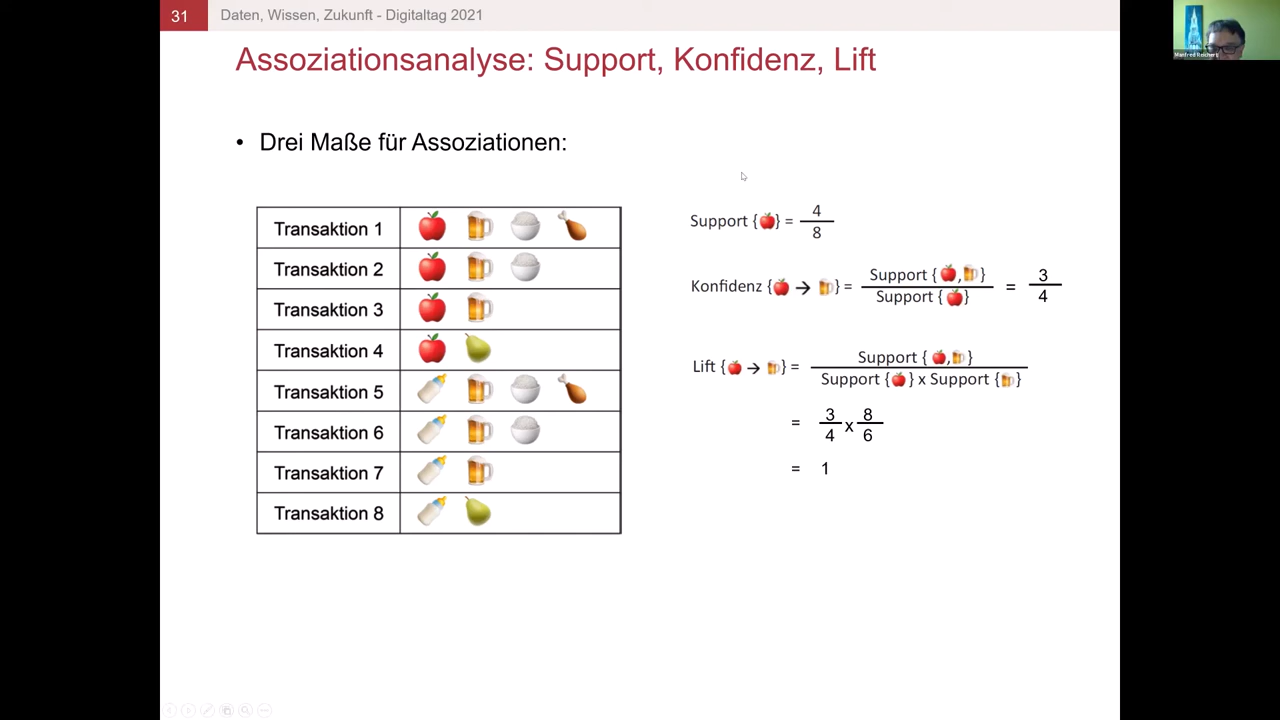 31 Daten, Wissen, Zukunft - Digitaltag 2021
Assoziationsanalyse: Support, Konfidenz, Lift
• Drei Maße für Assoziationen:
Transaktion 1
Transaktion 2
Transaktion 3
Transaktion 4
Transaktion 5
Transaktion 6
Transaktion 7
Transaktion 8
Support {🍎} = 4/8
Konfidenz {🍎 → 🍺} = Support {🍎,🍺} / Support {🍎} = 3/4
Lift {🍎 → 🍺} = Support {🍎,🍺} / Support {🍎} x Support {🍺}
= 3/4 x 8/6
= 1
Manfred Reichert